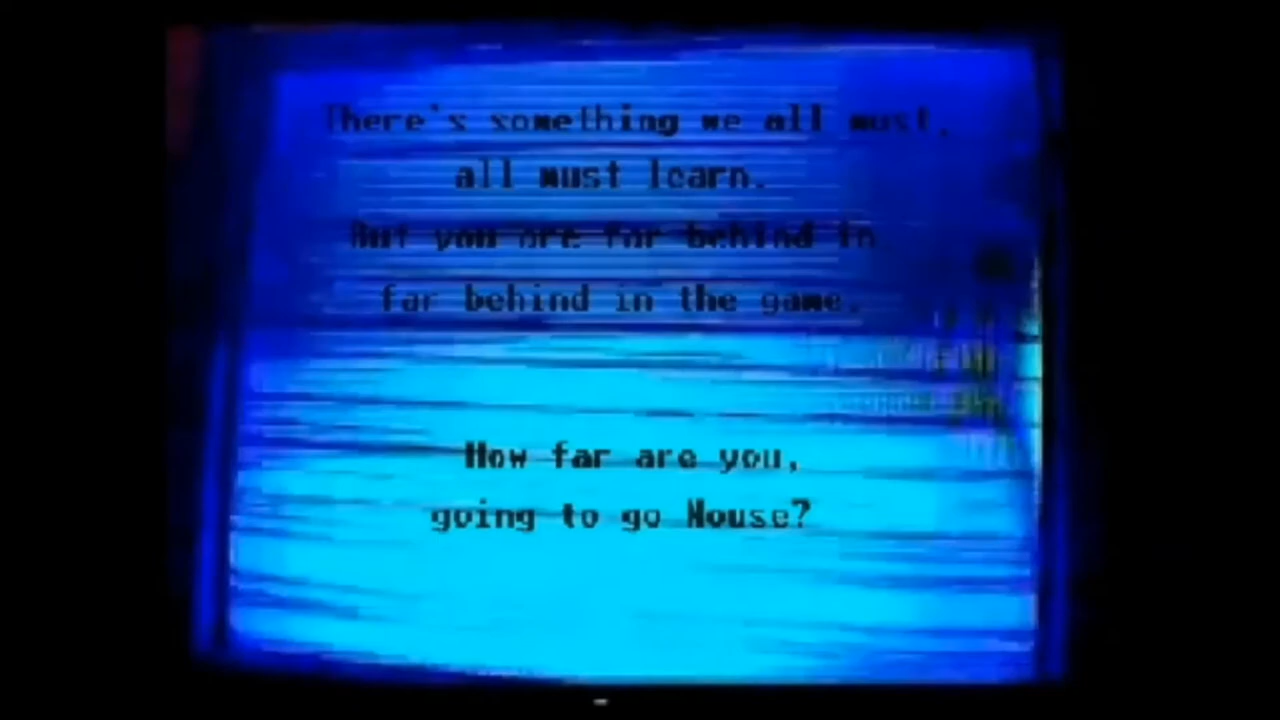 There's something we all must,
all must learn.
But you are far behind in
far behind in the game.
How far are you,
going to go Mouse?